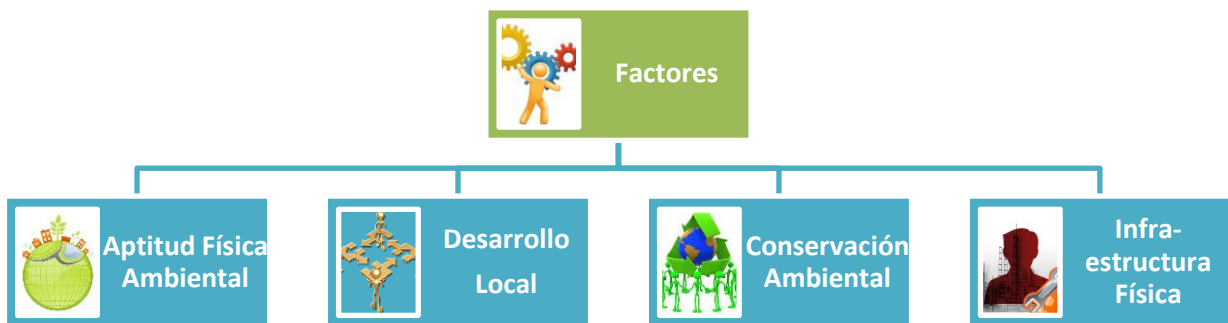 Factores
Aptitud Física
Ambiental
Desarrollo
Local
Conservación
Ambiental
Infra-
estructura
Física